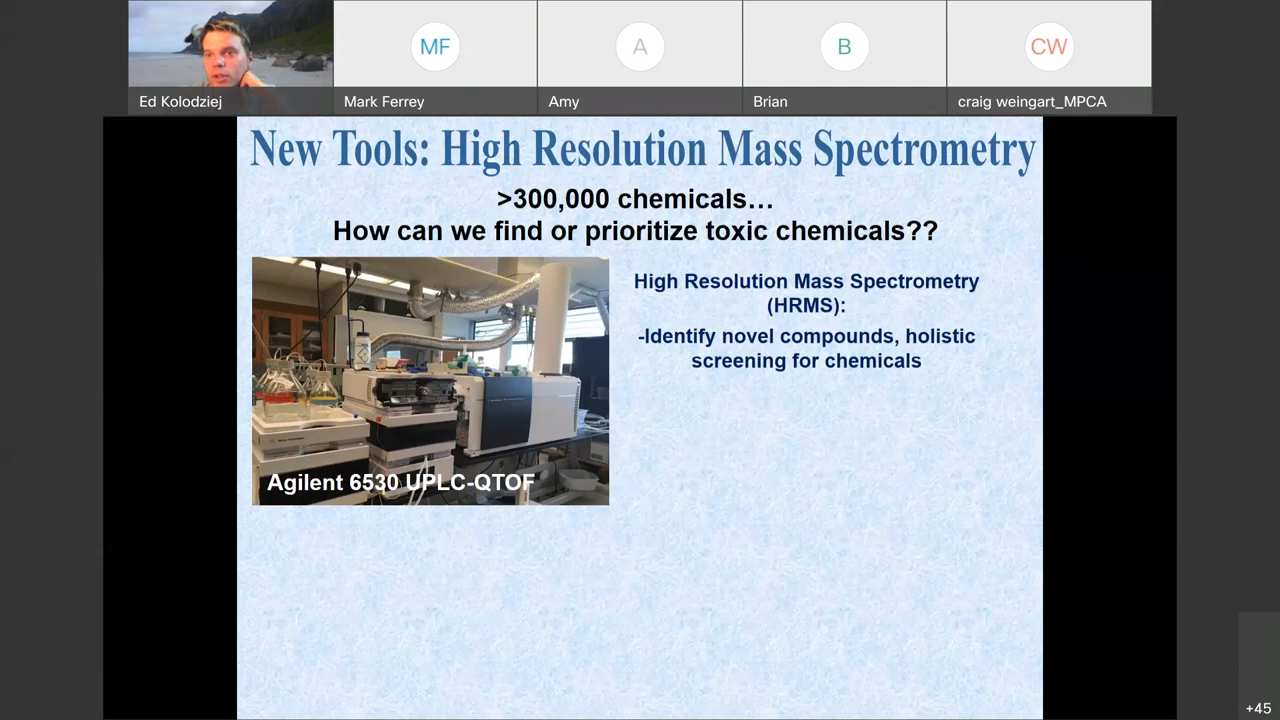 MF
A
B
CW
Ed Kolodziej
Mark Ferrey
Amy
Brian
craig weingart_MPCA
New Tools: High Resolution Mass Spectrometry
>300,000 chemicals…
How can we find or prioritize toxic chemicals??
High Resolution Mass Spectrometry
(HRMS):
-Identify novel compounds, holistic
screening for chemicals
Agilent 6530 UPLC-QTOF
+45